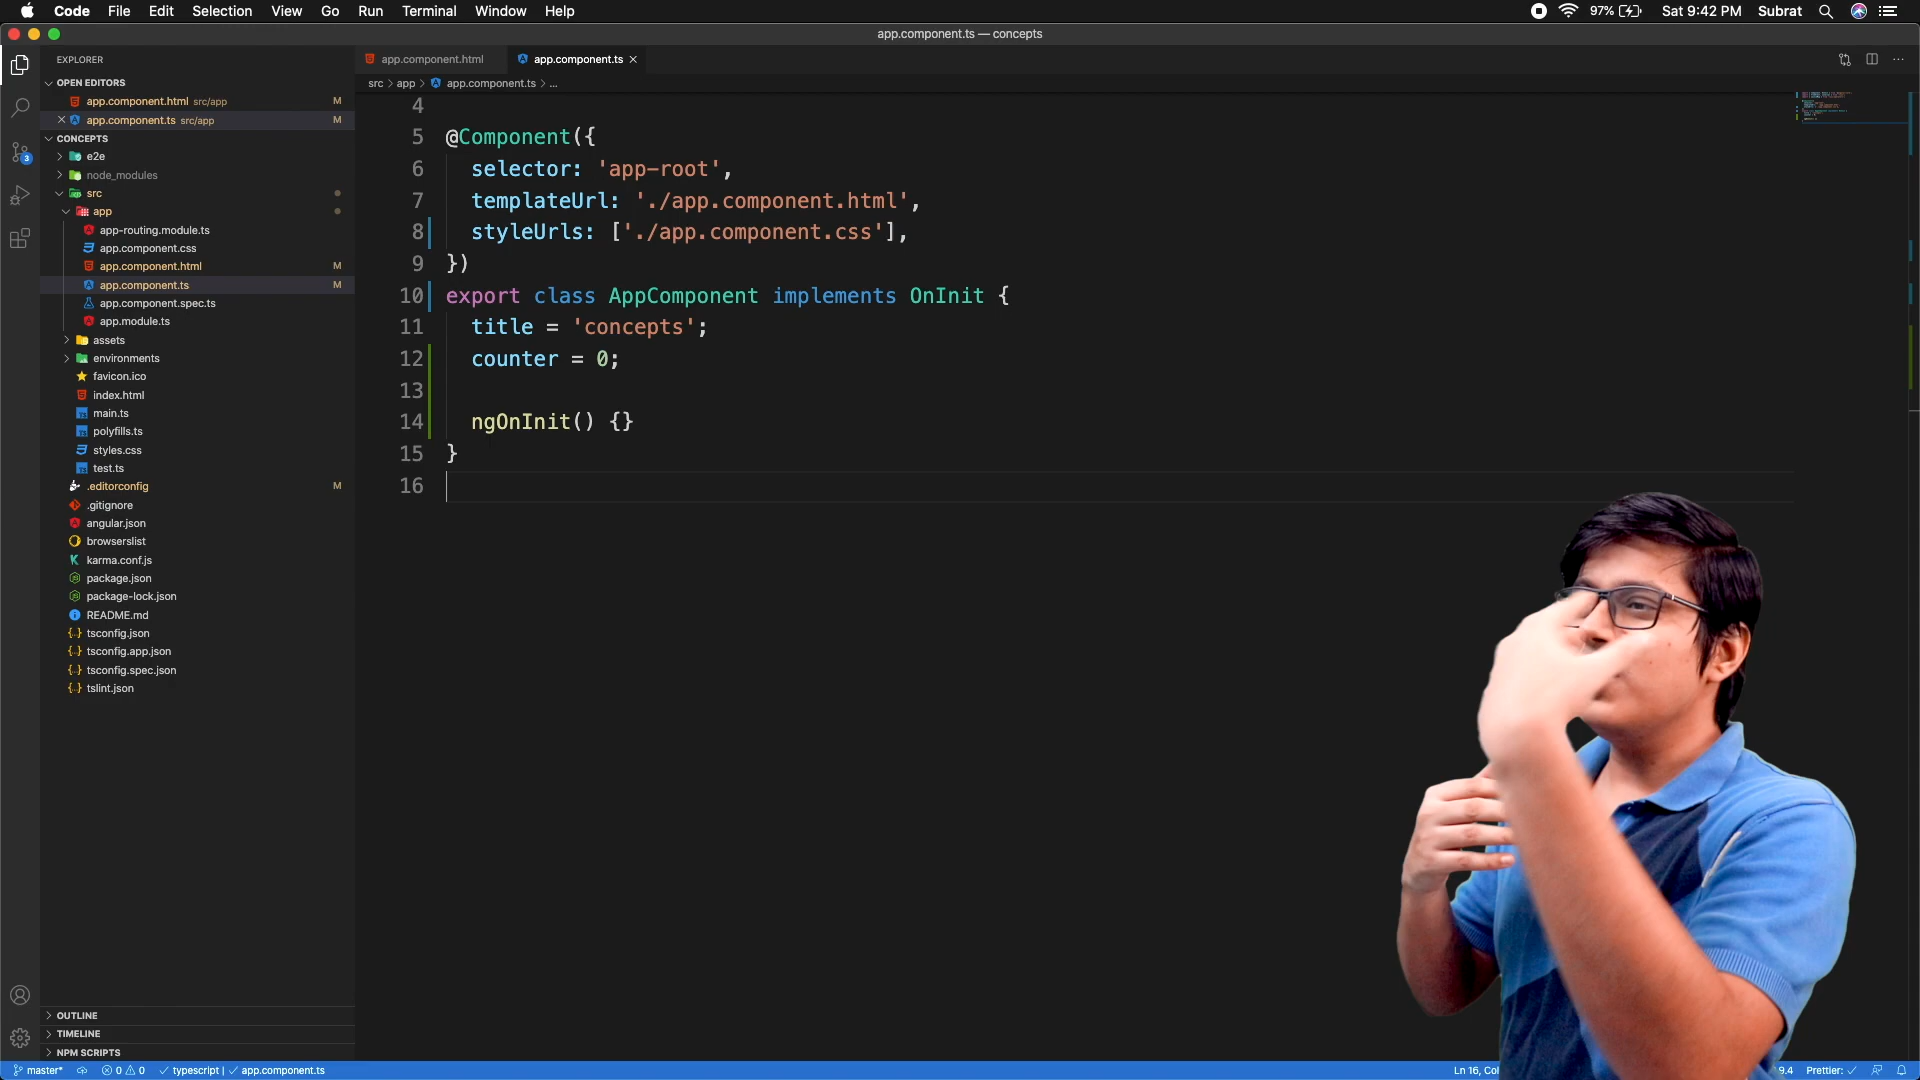 Code File Edit Selection View Go Run Terminal Window Help
97% Sat 9:42 PM Subrat
app.component.ts — concepts
EXPLORER
OPEN EDITORS
app.component.html src/app M
app.component.ts src/app M
CONCEPTS
e2e
node_modules
src
app
app-routing.module.ts
app.component.css
app.component.html M
app.component.ts M
app.component.spec.ts
app.module.ts
assets
environments
favicon.ico
index.html
main.ts
polyfills.ts
styles.css
test.ts
.editorconfig M
.gitignore
angular.json
browserslist
karma.conf.js
package.json
package-lock.json
README.md
tsconfig.json
tsconfig.app.json
tsconfig.spec.json
tslint.json
OUTLINE
TIMELINE
NPM SCRIPTS
3
app.component.html app.component.ts
src > app > app.component.ts > ...
4
5 @Component({
6 selector: 'app-root',
7 templateUrl: './app.component.html',
8 styleUrls: ['./app.component.css'],
9 })
10 export class AppComponent implements OnInit {
11 title = 'concepts';
12 counter = 0;
13
14 ngOnInit() {}
15 }
16
master* 0 0 typescript | app.component.ts
Ln 16, Col 9.4 Prettier: ✓